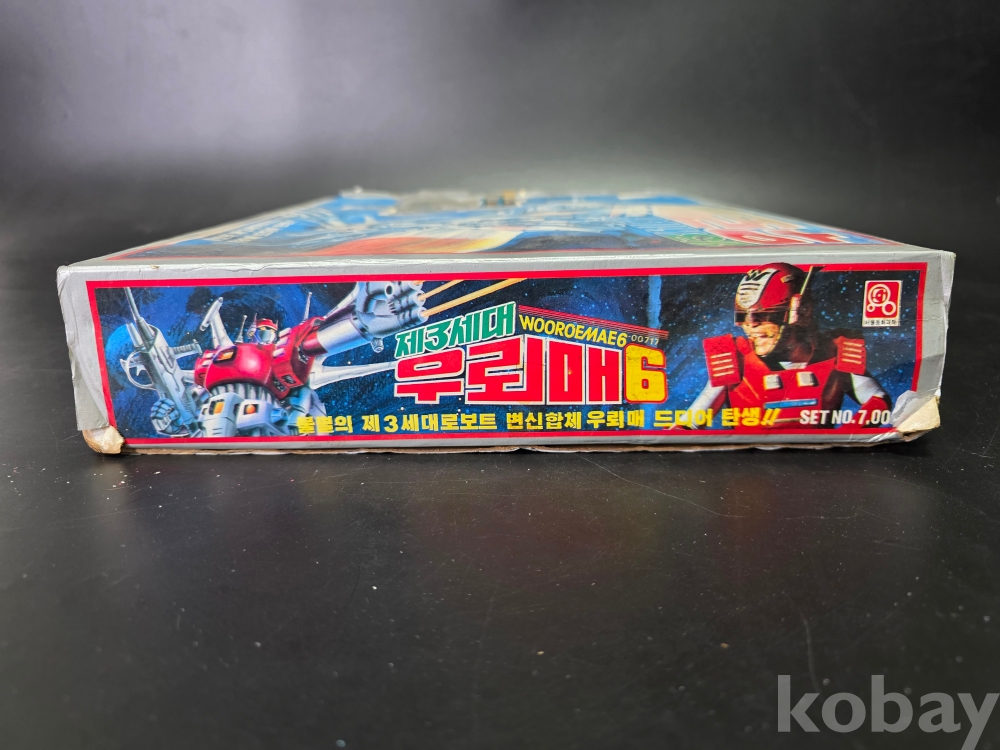 제3세대
WOOROEMAE6
우뢰매6
의 제3세대로보트 변신합체 우뢰매 드디어 탄생!!
SET NO.7,00
kobay